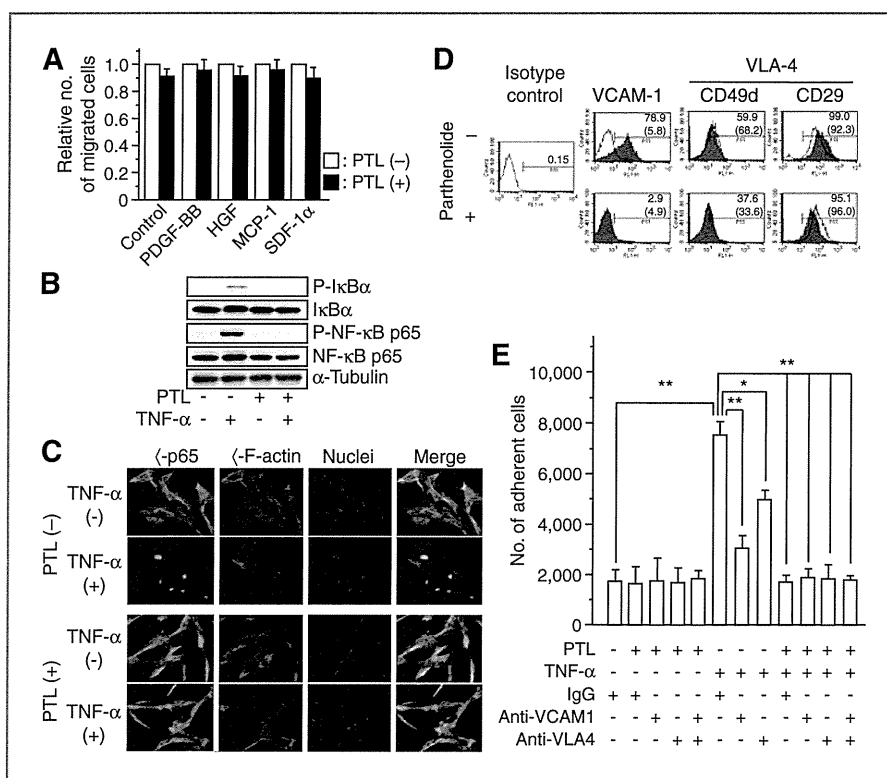 A
Relative no.
of migrated cells
1.0
0.8
0.6
0.4
0.2
0
□: PTL (–)
■: PTL (+)
Control
PDGF-BB
HGF
MCP-1
SDF-1α
B
P-IκBα
IκBα
P-NF-κB p65
NF-κB p65
α-Tubulin
PTL - - + +
TNF-α - + - +
C
⟨-p65 ⟨-F-actin Nuclei Merge
PTL (–)
TNF-α
(-)
TNF-α
(+)
PTL (+)
TNF-α
(-)
TNF-α
(+)
D
Isotype
control
VCAM-1
VLA-4
CD49d CD29
Parthenolide
–
+
0.15
78.9
(5.8)
59.9
(68.2)
99.0
(92.3)
2.9
(4.9)
37.6
(33.6)
95.1
(96.0)
E
No. of adherent cells
10,000
8,000
6,000
4,000
2,000
0
**
**
*
**
PTL - + + + + - - - + + + +
TNF-α - - - - - + + + + + + +
IgG + + - - - + - - + - - -
Anti-VCAM1 - - + - + - + - - + - +
Anti-VLA4 - - - + + - - + - - + +